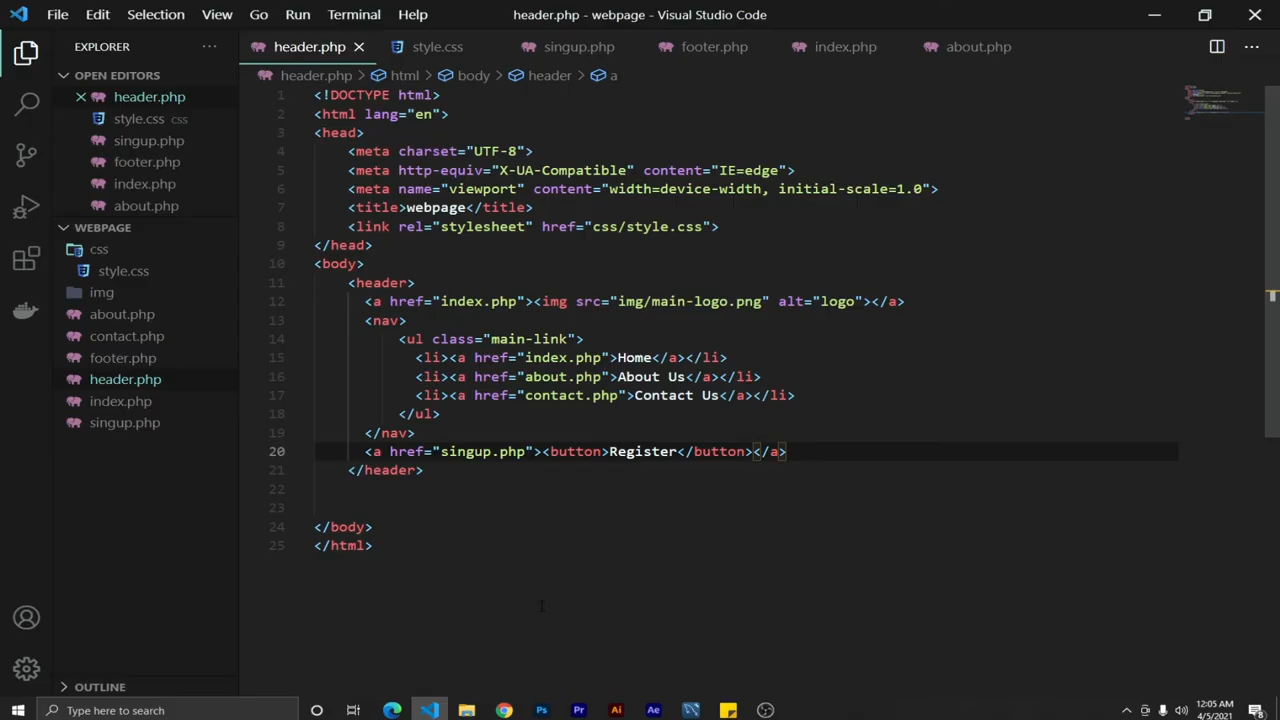 File Edit Selection View Go Run Terminal Help
header.php - webpage - Visual Studio Code
EXPLORER
OPEN EDITORS
header.php
style.css css
singup.php
footer.php
index.php
about.php
WEBPAGE
css
style.css
img
about.php
contact.php
footer.php
header.php
index.php
singup.php
OUTLINE
header.php style.css singup.php footer.php index.php about.php
header.php > html > body > header > a
1 <!DOCTYPE html>
2 <html lang="en">
3 <head>
4 <meta charset="UTF-8">
5 <meta http-equiv="X-UA-Compatible" content="IE=edge">
6 <meta name="viewport" content="width=device-width, initial-scale=1.0">
7 <title>webpage</title>
8 <link rel="stylesheet" href="css/style.css">
9 </head>
10 <body>
11 <header>
12 <a href="index.php"><img src="img/main-logo.png" alt="logo"></a>
13 <nav>
14 <ul class="main-link">
15 <li><a href="index.php">Home</a></li>
16 <li><a href="about.php">About Us</a></li>
17 <li><a href="contact.php">Contact Us</a></li>
18 </ul>
19 </nav>
20 <a href="singup.php"><button>Register</button></a>
21 </header>
22
23
24 </body>
25 </html>
Type here to search
Ps
Pr
Ai
Ae
12:05 AM
4/5/2021